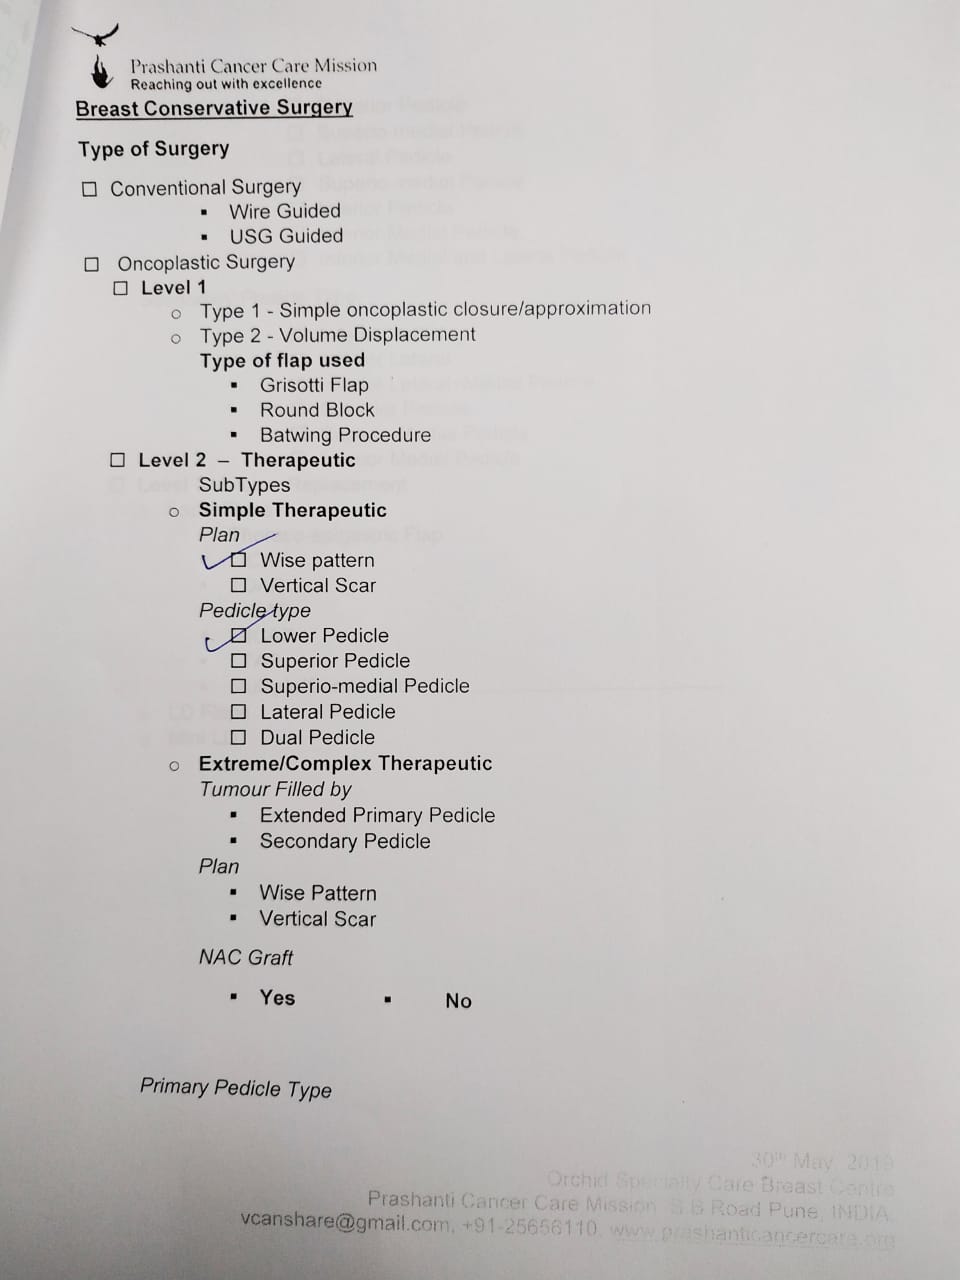 Prashanti Cancer Care Mission
Reaching out with excellence
Breast Conservative Surgery
Type of Surgery
☐ Conventional Surgery
▪ Wire Guided
▪ USG Guided
☐ Oncoplastic Surgery
☐ Level 1
○ Type 1 - Simple oncoplastic closure/approximation
○ Type 2 - Volume Displacement
Type of flap used
▪ Grisotti Flap
▪ Round Block
▪ Batwing Procedure
☐ Level 2 – Therapeutic
SubTypes
○ Simple Therapeutic
Plan
☑ Wise pattern
☐ Vertical Scar
Pedicle type
☑ Lower Pedicle
☐ Superior Pedicle
☐ Superio-medial Pedicle
☐ Lateral Pedicle
☐ Dual Pedicle
○ Extreme/Complex Therapeutic
Tumour Filled by
▪ Extended Primary Pedicle
▪ Secondary Pedicle
Plan
▪ Wise Pattern
▪ Vertical Scar
NAC Graft
▪ Yes ▪ No
Primary Pedicle Type
30th May, 2019
Orchid Specialty Care Breast Centre
Prashanti Cancer Care Mission S.B Road Pune, INDIA
vcanshare@gmail.com, +91-25656110, www.prashanticancercare.org